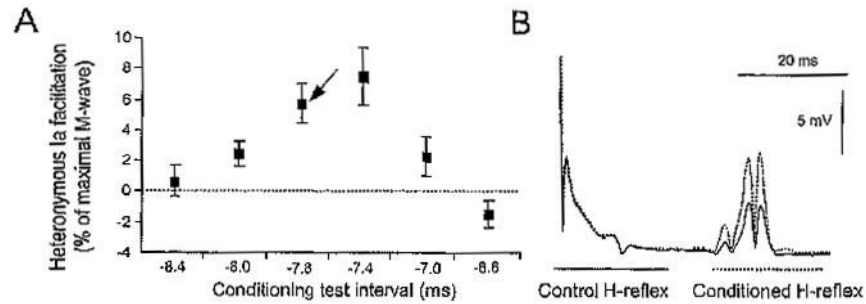 A
B
Heteronymous Ia facilitation
(% of maximal M-wave)
10
8
6
4
2
0
-2
-4
-8.4
-8.0
-7.8
-7.4
-7.0
-6.6
Conditioning test interval (ms)
20 ms
5 mV
Control H-reflex
Conditioned H-reflex